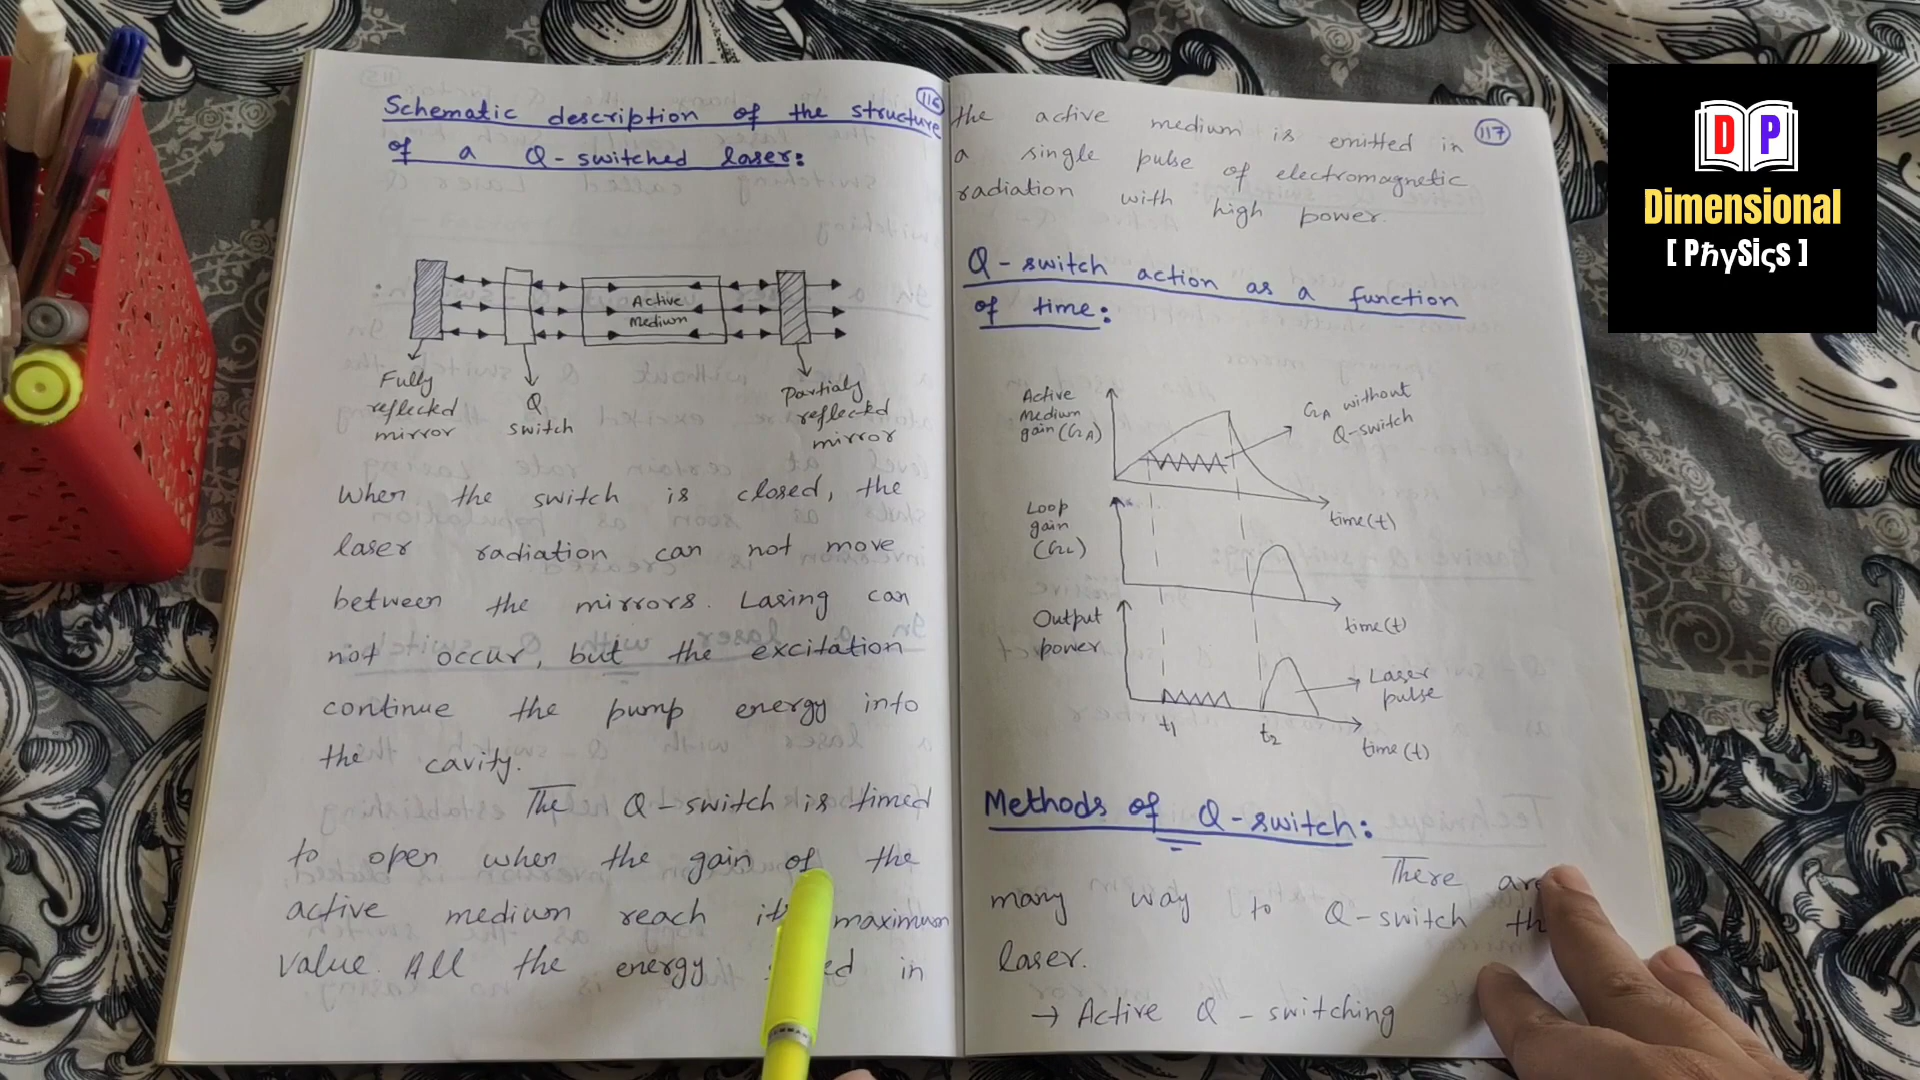 116
Schematic description of the structure
of a Q-switched laser:
Active
Medium
Fully
reflected
mirror
Q
switch
Partialy
reflected
mirror
When the switch is closed, the
laser radiation can not move
between the mirrors. Lasing can
not occur, but the excitation
continue the pump energy into
the cavity.
The Q-switch is timed
to open when the gain of the
active medium reach its maximum
value. All the energy in
117
the active medium is emitted in
a single pulse of electromagnetic
radiation with high power.
Q-switch action as a function
of time:
Active
Medium
gain (GA)
GA without
Q-switch
time(t)
Loop
gain
(GL)
time(t)
Output
power
Laser
pulse
t1
t2
time(t)
Methods of Q-switch:
There are
many way to Q-switch th
laser.
→ Active Q-switching
DP
Dimensional
[ PℏySiςs ]